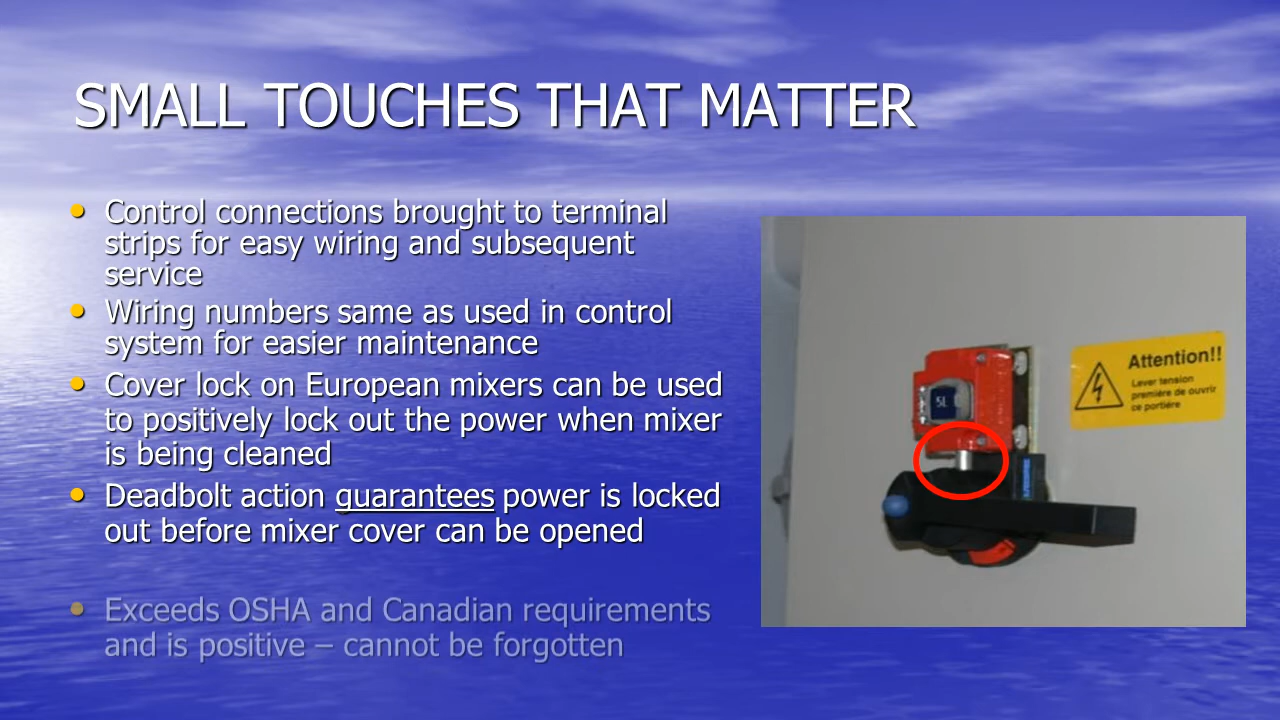 SMALL TOUCHES THAT MATTER
Control connections brought to terminal
strips for easy wiring and subsequent
service
Wiring numbers same as used in control
system for easier maintenance
Cover lock on European mixers can be used
to positively lock out the power when mixer
is being cleaned
Deadbolt action guarantees power is locked
out before mixer cover can be opened
Exceeds OSHA and Canadian requirements
and is positive – cannot be forgotten
5L
Attention!!
Lever tension
première de ouvrir
ce portière